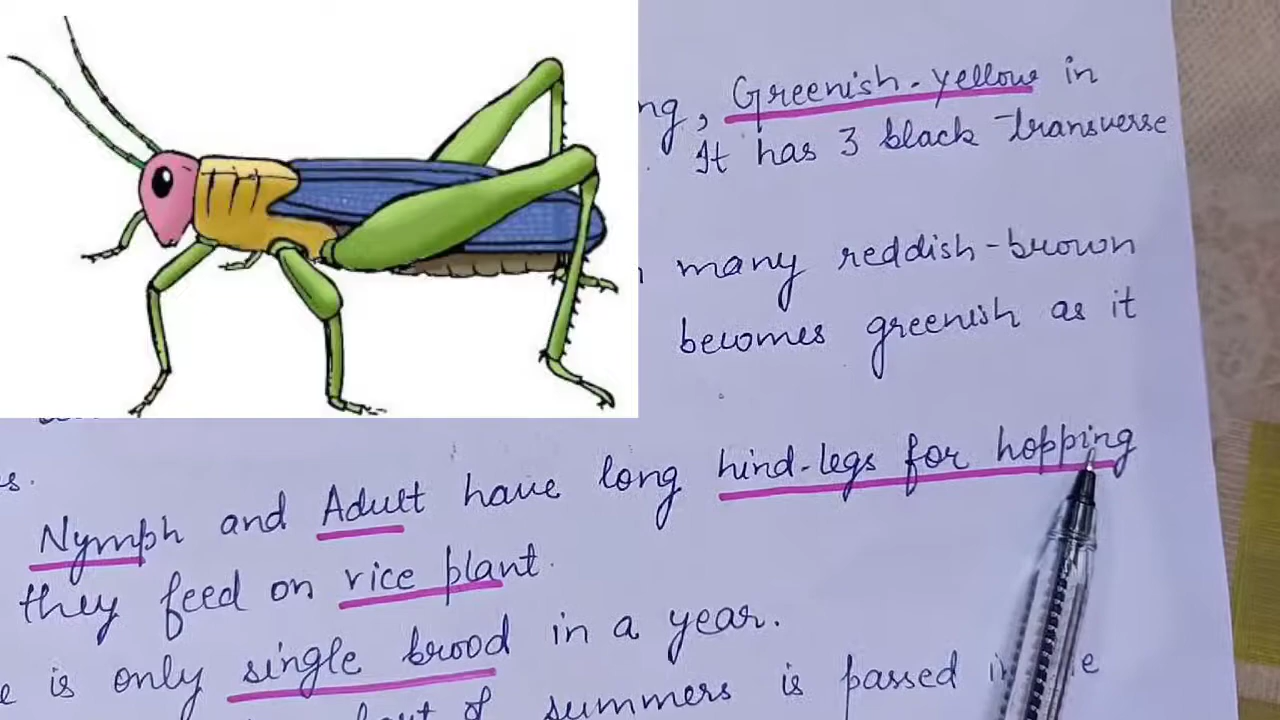 , Greenish-yellow in
It has 3 black transverse
many reddish-brown
becomes greenish as it
Nymph and Adult have long hind-legs for hopping
they feed on rice plant.
is only single brood in a year.
of summers is passed